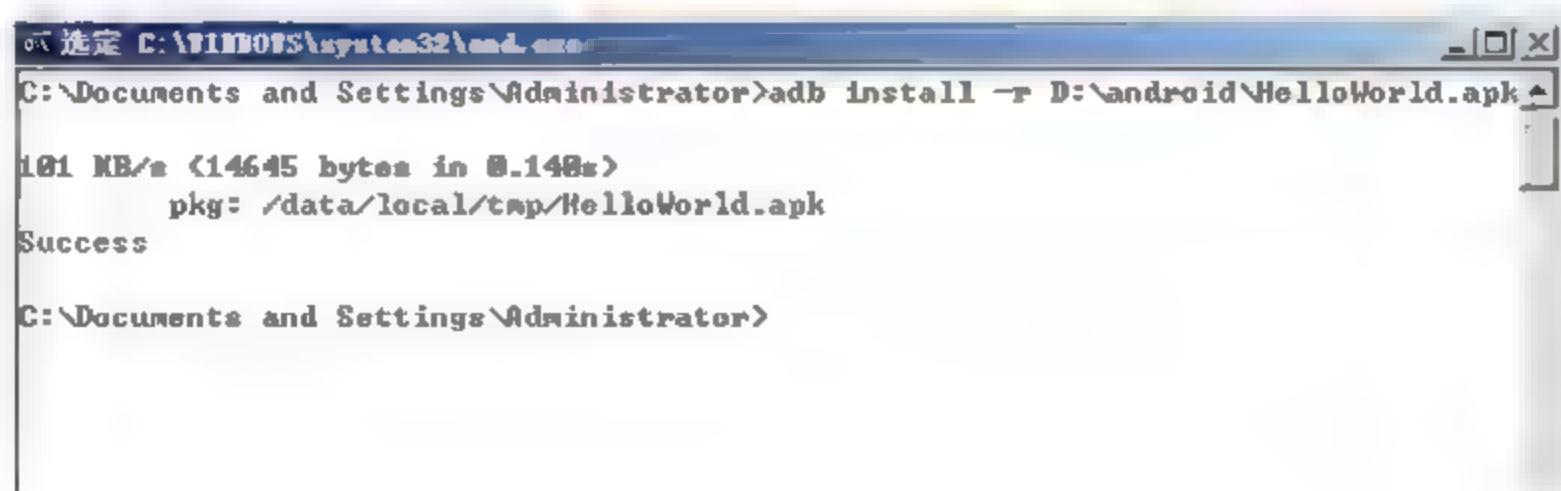 选定 C:\WINDOWS\system32\cmd.exe
C:\Documents and Settings\Administrator>adb install -r D:\android\HelloWorld.apk
101 KB/s (14645 bytes in 0.140s)
pkg: /data/local/tmp/HelloWorld.apk
Success
C:\Documents and Settings\Administrator>